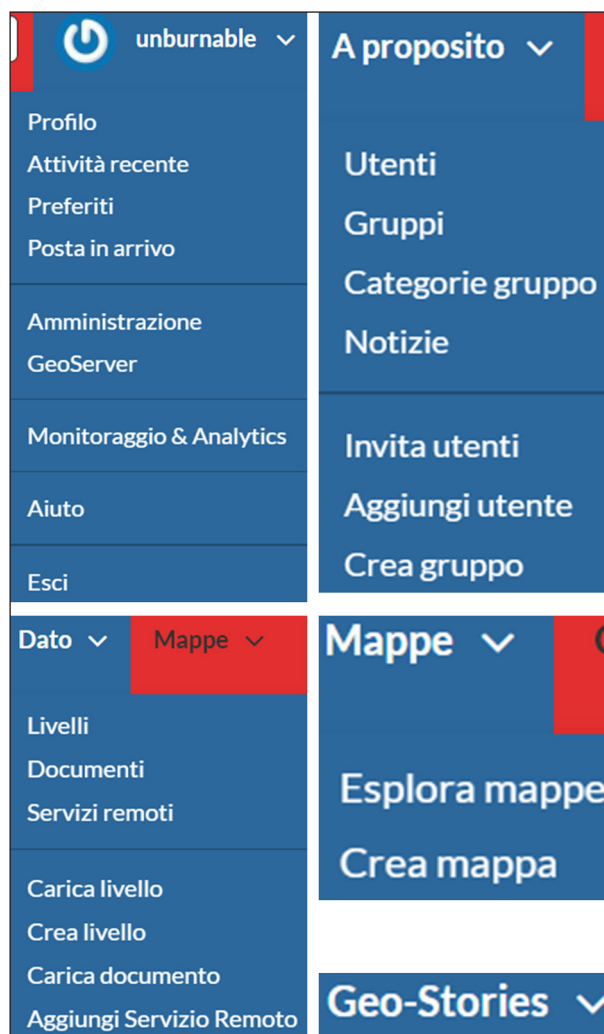 unburnable
Profilo
Attività recente
Preferiti
Posta in arrivo
Amministrazione
GeoServer
Monitoraggio & Analytics
Aiuto
Esci
A proposito
Utenti
Gruppi
Categorie gruppo
Notizie
Invita utenti
Aggiungi utente
Crea gruppo
Dato Mappe
Livelli
Documenti
Servizi remoti
Carica livello
Crea livello
Carica documento
Aggiungi Servizio Remoto
Mappe
Esplora mappe
Crea mappa
Geo-Stories